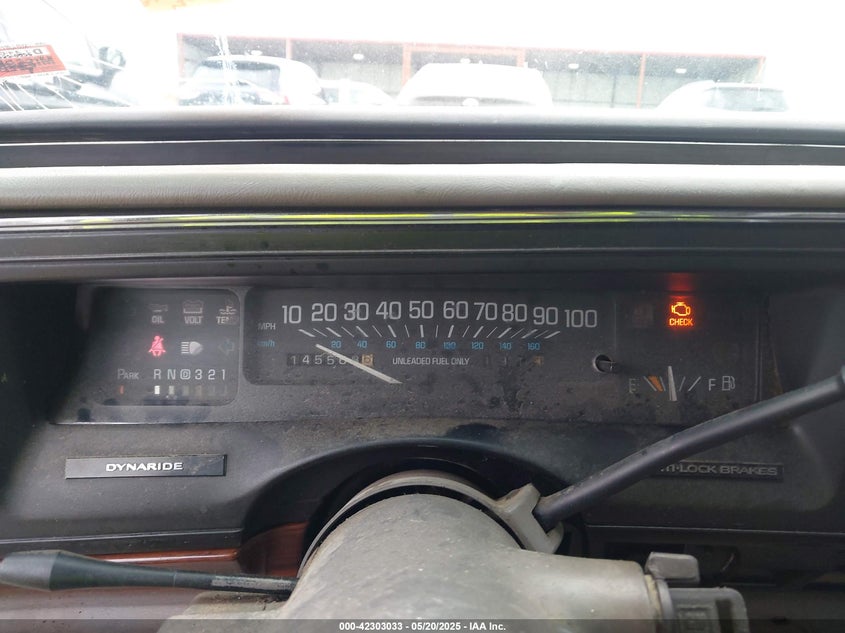 10 20 30 40 50 60 70 80 90 100
MPH
km/h 20 40 60 80 100 120 140 160
UNLEADED FUEL ONLY
OIL VOLT
CHECK
PARK R N D 3 2 1
E F
DYNARIDE
LOCK BRAKES
000-42303033 - 05/20/2025 - IAA Inc.